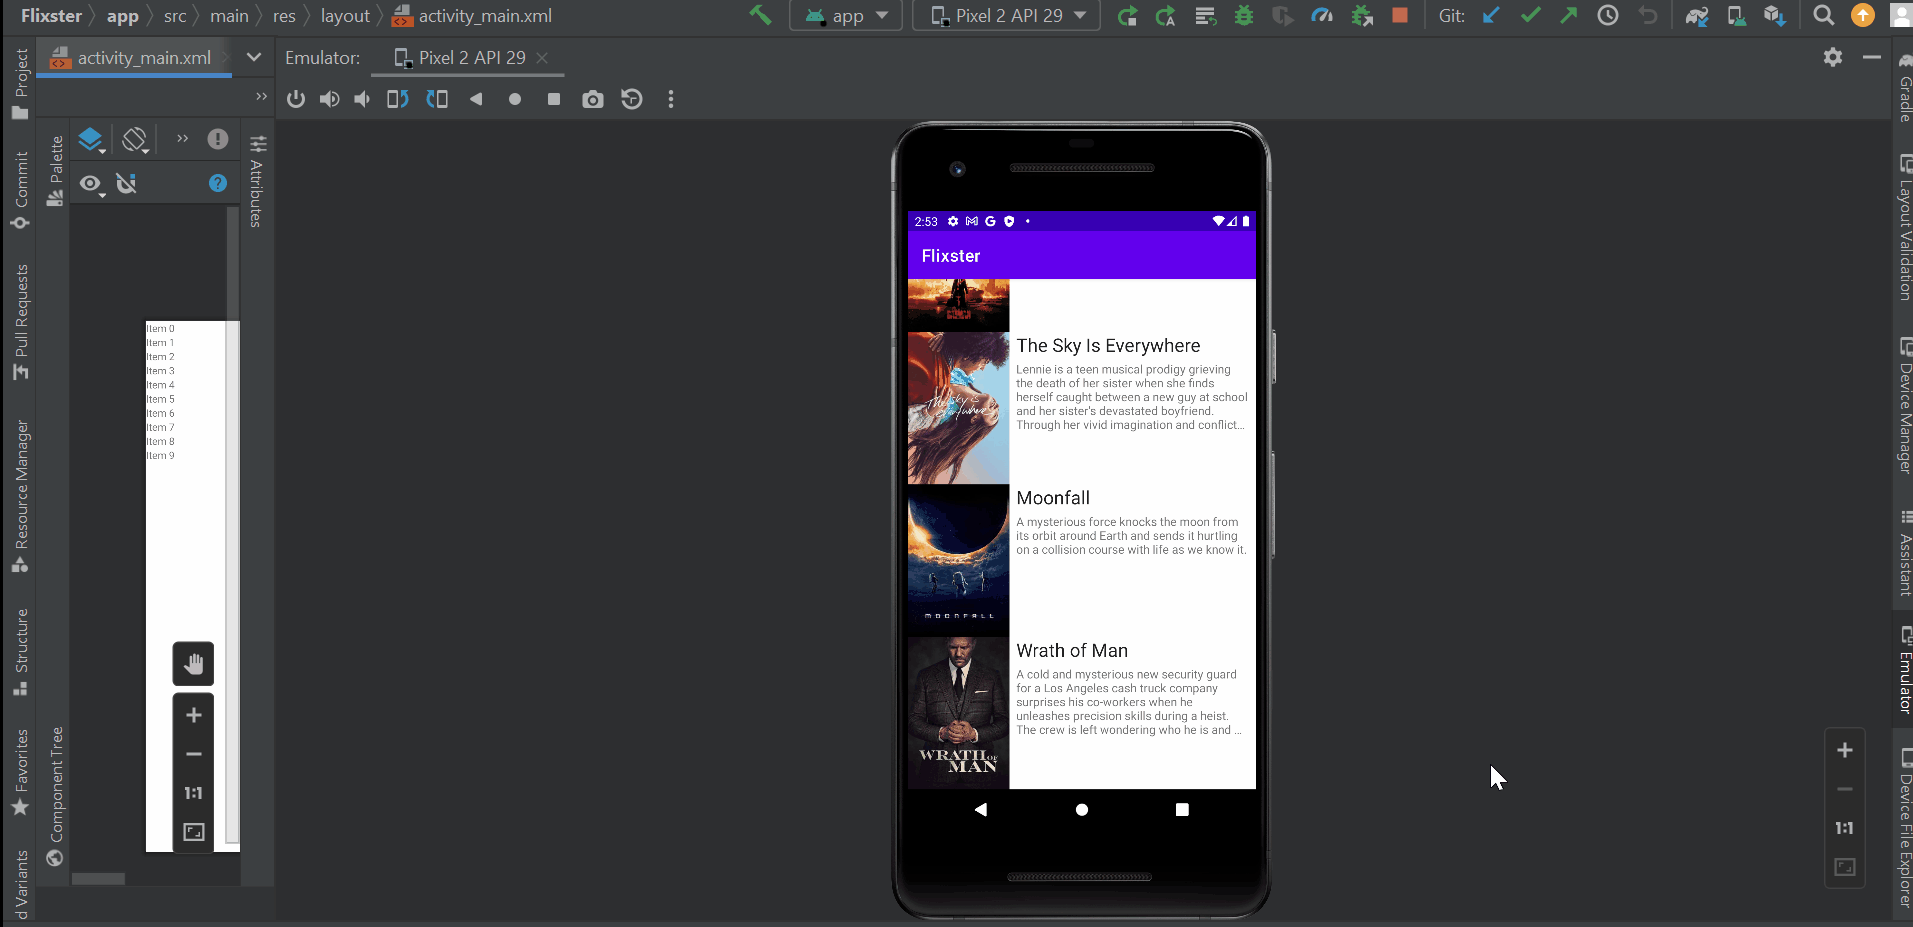 Flixster
app
src
main
res
layout
activity_main.xml
app
Pixel 2 API 29
Git:
activity_main.xml
Emulator:
Pixel 2 API 29
Project
Commit
Pull Requests
Resource Manager
Structure
Favorites
d Variants
Palette
Component Tree
Attributes
Item 0
Item 1
Item 2
Item 3
Item 4
Item 5
Item 6
Item 7
Item 8
Item 9
1:1
2:53
Flixster
The Sky Is Everywhere
Lennie is a teen musical prodigy grieving
the death of her sister when she finds
herself caught between a new guy at school
and her sister's devastated boyfriend.
Through her vivid imagination and conflict...
the sky is
everywhere
Moonfall
A mysterious force knocks the moon from
its orbit around Earth and sends it hurtling
on a collision course with life as we know it.
MOONFALL
Wrath of Man
A cold and mysterious new security guard
for a Los Angeles cash truck company
surprises his co-workers when he
unleashes precision skills during a heist.
The crew is left wondering who he is and ...
WRATH OF
MAN
Gradle
Layout Validation
Device Manager
Assistant
Emulator
Device File Explorer
1:1